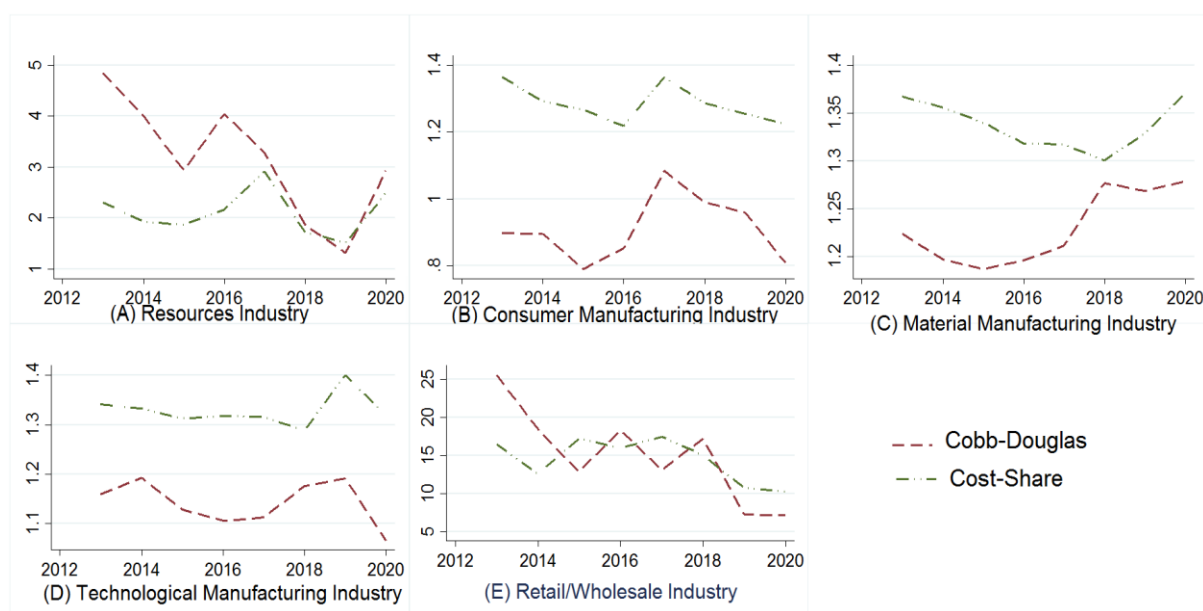 5
4
3
2
1
2012 2014 2016 2018 2020
(A) Resources Industry
1.4
1.2
1
.8
2012 2014 2016 2018 2020
(B) Consumer Manufacturing Industry
1.4
1.35
1.3
1.25
1.2
2012 2014 2016 2018 2020
(C) Material Manufacturing Industry
1.4
1.3
1.2
1.1
2012 2014 2016 2018 2020
(D) Technological Manufacturing Industry
25
20
15
10
5
2012 2014 2016 2018 2020
(E) Retail/Wholesale Industry
Cobb-Douglas
Cost-Share